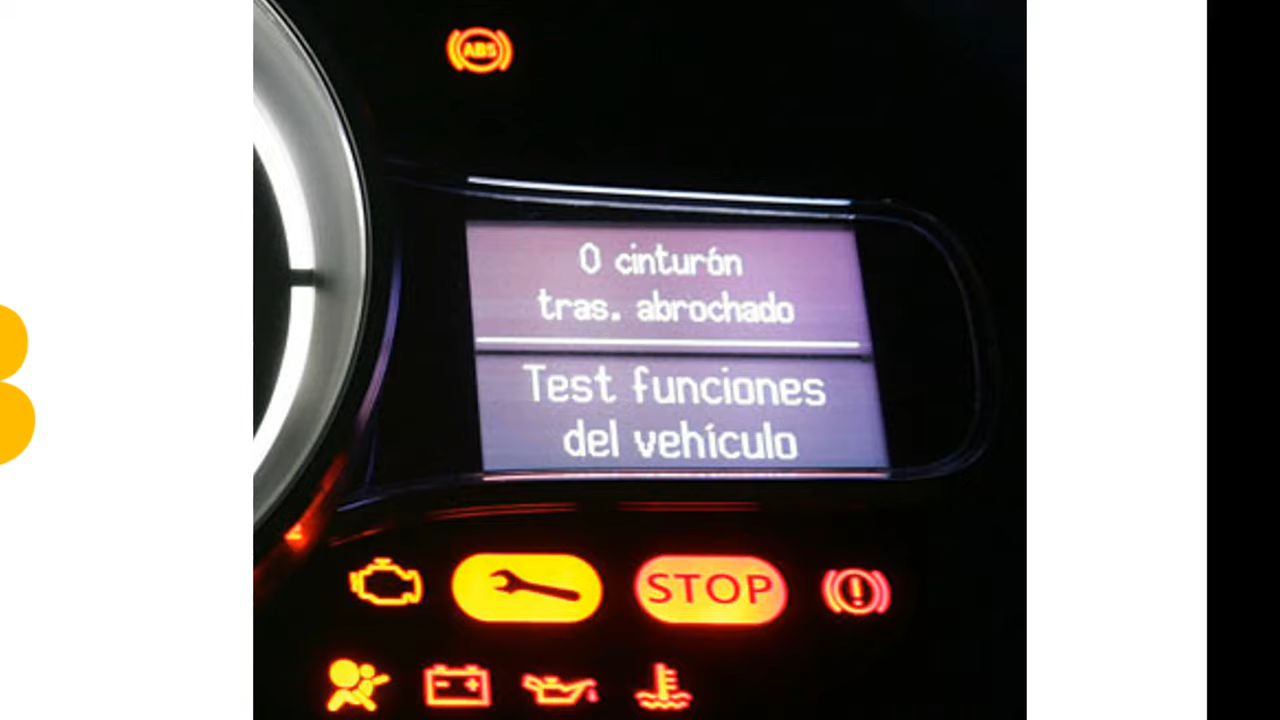 ABS
0 cinturón
tras. abrochado
Test funciones
del vehículo
STOP